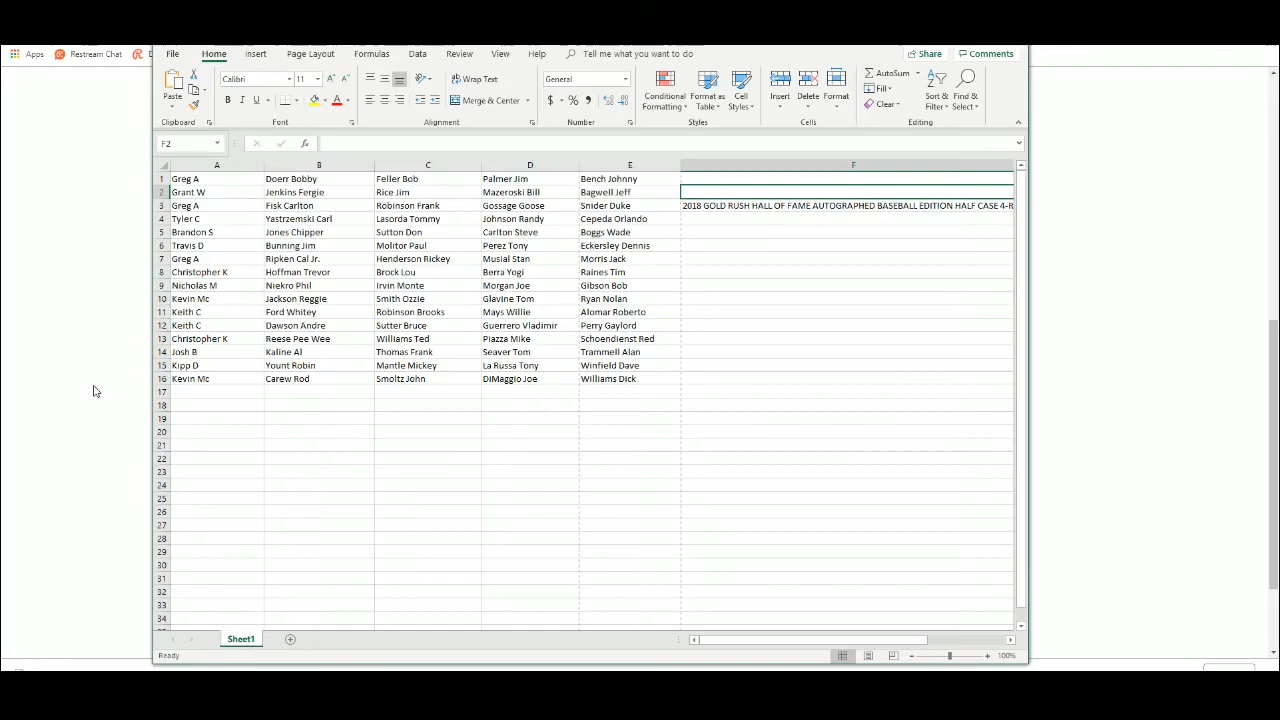 Apps Restream Chat D
File Home Insert Page Layout Formulas Data Review View Help Tell me what you want to do Share Comments
Paste Calibri 11 A A Wrap Text General Conditional Format as Cell Insert Delete Format AutoSum Sort & Find &
B I U A Merge & Center $ % , Formatting Table Styles Fill Filter Select
Clear
Clipboard Font Alignment Number Styles Cells Editing
F2 fx
A B C D E F
1 Greg A Doerr Bobby Feller Bob Palmer Jim Bench Johnny
2 Grant W Jenkins Fergie Rice Jim Mazeroski Bill Bagwell Jeff
3 Greg A Fisk Carlton Robinson Frank Gossage Goose Snider Duke 2018 GOLD RUSH HALL OF FAME AUTOGRAPHED BASEBALL EDITION HALF CASE 4-R
4 Tyler C Yastrzemski Carl Lasorda Tommy Johnson Randy Cepeda Orlando
5 Brandon S Jones Chipper Sutton Don Carlton Steve Boggs Wade
6 Travis D Bunning Jim Molitor Paul Perez Tony Eckersley Dennis
7 Greg A Ripken Cal Jr. Henderson Rickey Musial Stan Morris Jack
8 Christopher K Hoffman Trevor Brock Lou Berra Yogi Raines Tim
9 Nicholas M Niekro Phil Irvin Monte Morgan Joe Gibson Bob
10 Kevin Mc Jackson Reggie Smith Ozzie Glavine Tom Ryan Nolan
11 Keith C Ford Whitey Robinson Brooks Mays Willie Alomar Roberto
12 Keith C Dawson Andre Sutter Bruce Guerrero Vladimir Perry Gaylord
13 Christopher K Reese Pee Wee Williams Ted Piazza Mike Schoendienst Red
14 Josh B Kaline Al Thomas Frank Seaver Tom Trammell Alan
15 Kipp D Yount Robin Mantle Mickey La Russa Tony Winfield Dave
16 Kevin Mc Carew Rod Smoltz John DiMaggio Joe Williams Dick
17
18
19
20
21
22
23
24
25
26
27
28
29
30
31
32
33
34
Sheet1
Ready 100%